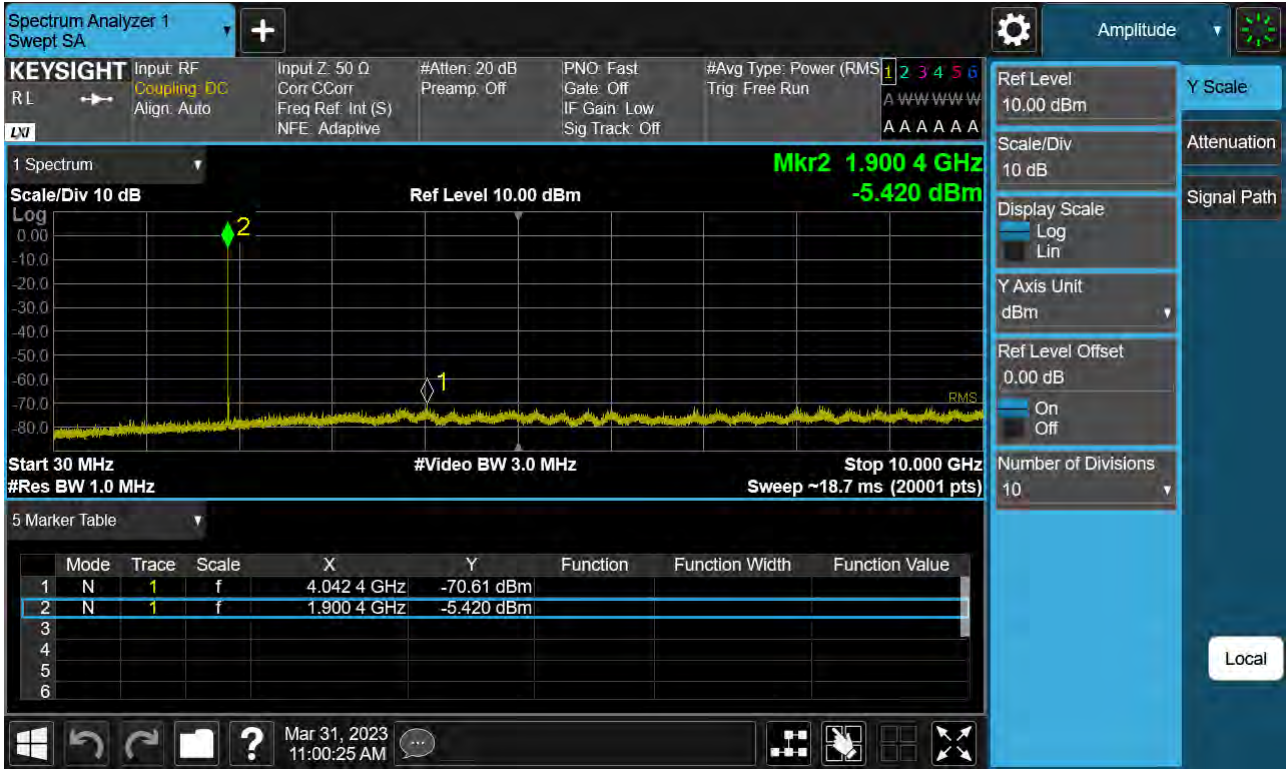 Spectrum Analyzer 1
Swept SA
+
Amplitude
KEYSIGHT
RL
LXI
Input: RF
Coupling: DC
Align: Auto
Input Z: 50 Ω
Corr CCorr
Freq Ref: Int (S)
NFE: Adaptive
#Atten: 20 dB
Preamp: Off
PNO: Fast
Gate: Off
IF Gain: Low
Sig Track: Off
#Avg Type: Power (RMS
Trig: Free Run
1 2 3 4 5 6
A W W W W W
A A A A A A
1 Spectrum
Mkr2 1.900 4 GHz
Scale/Div 10 dB
Ref Level 10.00 dBm
-5.420 dBm
Log
0.00
-10.0
-20.0
-30.0
-40.0
-50.0
-60.0
-70.0
-80.0
2
1
RMS
Start 30 MHz
#Video BW 3.0 MHz
Stop 10.000 GHz
#Res BW 1.0 MHz
Sweep ~18.7 ms (20001 pts)
5 Marker Table
Mode Trace Scale X Y Function Function Width Function Value
1 N 1 f 4.042 4 GHz -70.61 dBm
2 N 1 f 1.900 4 GHz -5.420 dBm
3
4
5
6
Ref Level
10.00 dBm
Scale/Div
10 dB
Display Scale
Log
Lin
Y Axis Unit
dBm
Ref Level Offset
0.00 dB
On
Off
Number of Divisions
10
Y Scale
Attenuation
Signal Path
Local
?
Mar 31, 2023
11:00:25 AM